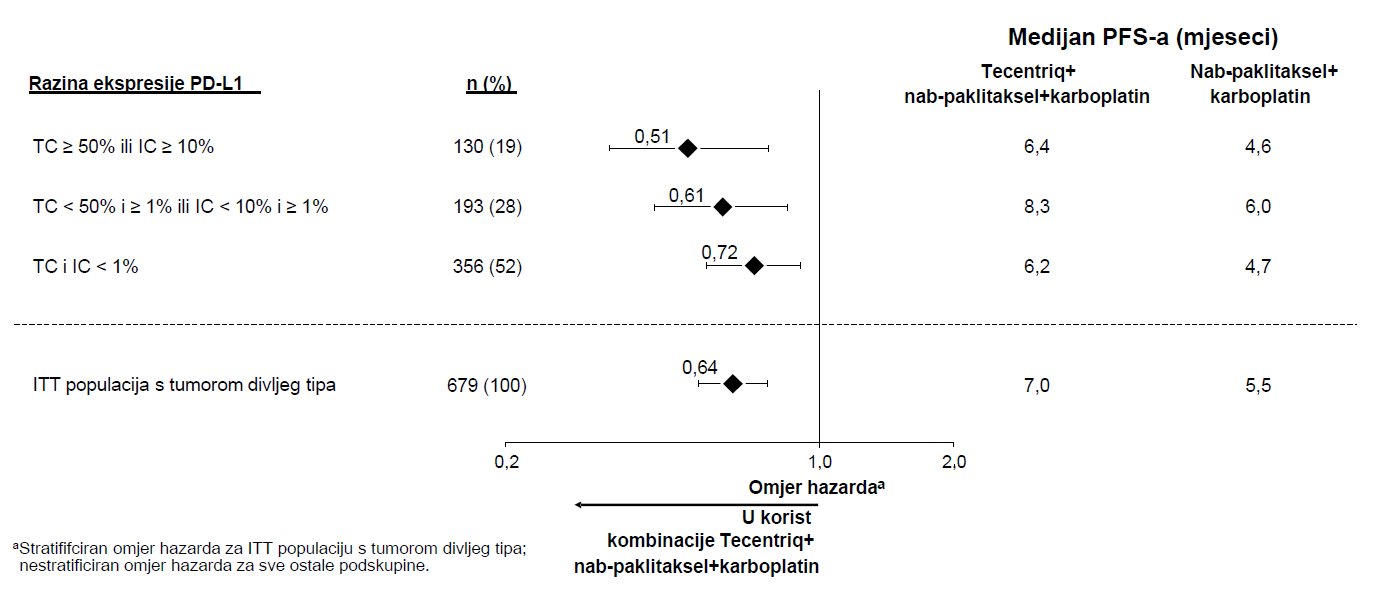 Medijan PFS-a (mjeseci)
Razina ekspresije PD-L1 n (%) Tecentriq+ nab-paklitaksel+karboplatin Nab-paklitaksel+ karboplatin
TC ≥ 50% ili IC ≥ 10% 130 (19) 0,51 6,4 4,6
TC < 50% i ≥ 1% ili IC < 10% i ≥ 1% 193 (28) 0,61 8,3 6,0
TC i IC < 1% 356 (52) 0,72 6,2 4,7
ITT populacija s tumorom divljeg tipa 679 (100) 0,64 7,0 5,5
0,2 1,0 2,0
Omjer hazardaᵃ
U korist
kombinacije Tecentriq+
nab-paklitaksel+karboplatin
ᵃStratififciran omjer hazarda za ITT populaciju s tumorom divljeg tipa;
nestratificiran omjer hazarda za sve ostale podskupine.